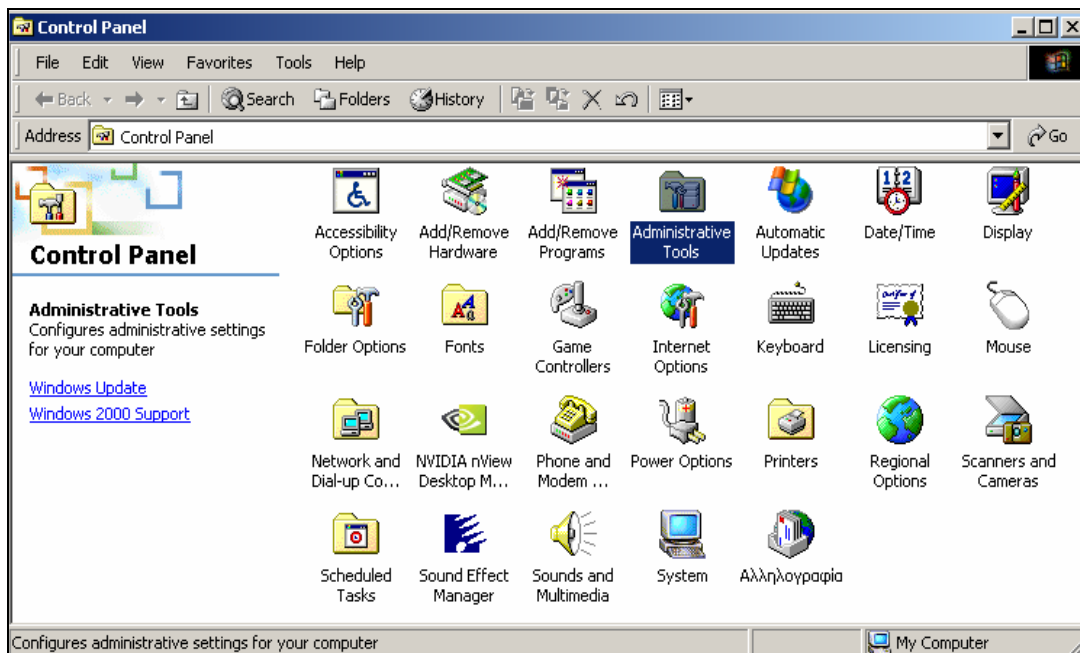 Control Panel
File Edit View Favorites Tools Help
Back Search Folders History
Address Control Panel Go
Control Panel
Administrative Tools
Configures administrative settings
for your computer
Windows Update
Windows 2000 Support
Accessibility
Options
Add/Remove
Hardware
Add/Remove
Programs
Administrative
Tools
Automatic
Updates
Date/Time
Display
Folder Options
Fonts
Game
Controllers
Internet
Options
Keyboard
Licensing
Mouse
Network and
Dial-up Co...
NVIDIA nView
Desktop M...
Phone and
Modem ...
Power Options
Printers
Regional
Options
Scanners and
Cameras
Scheduled
Tasks
Sound Effect
Manager
Sounds and
Multimedia
System
Αλληλογραφία
Configures administrative settings for your computer
My Computer